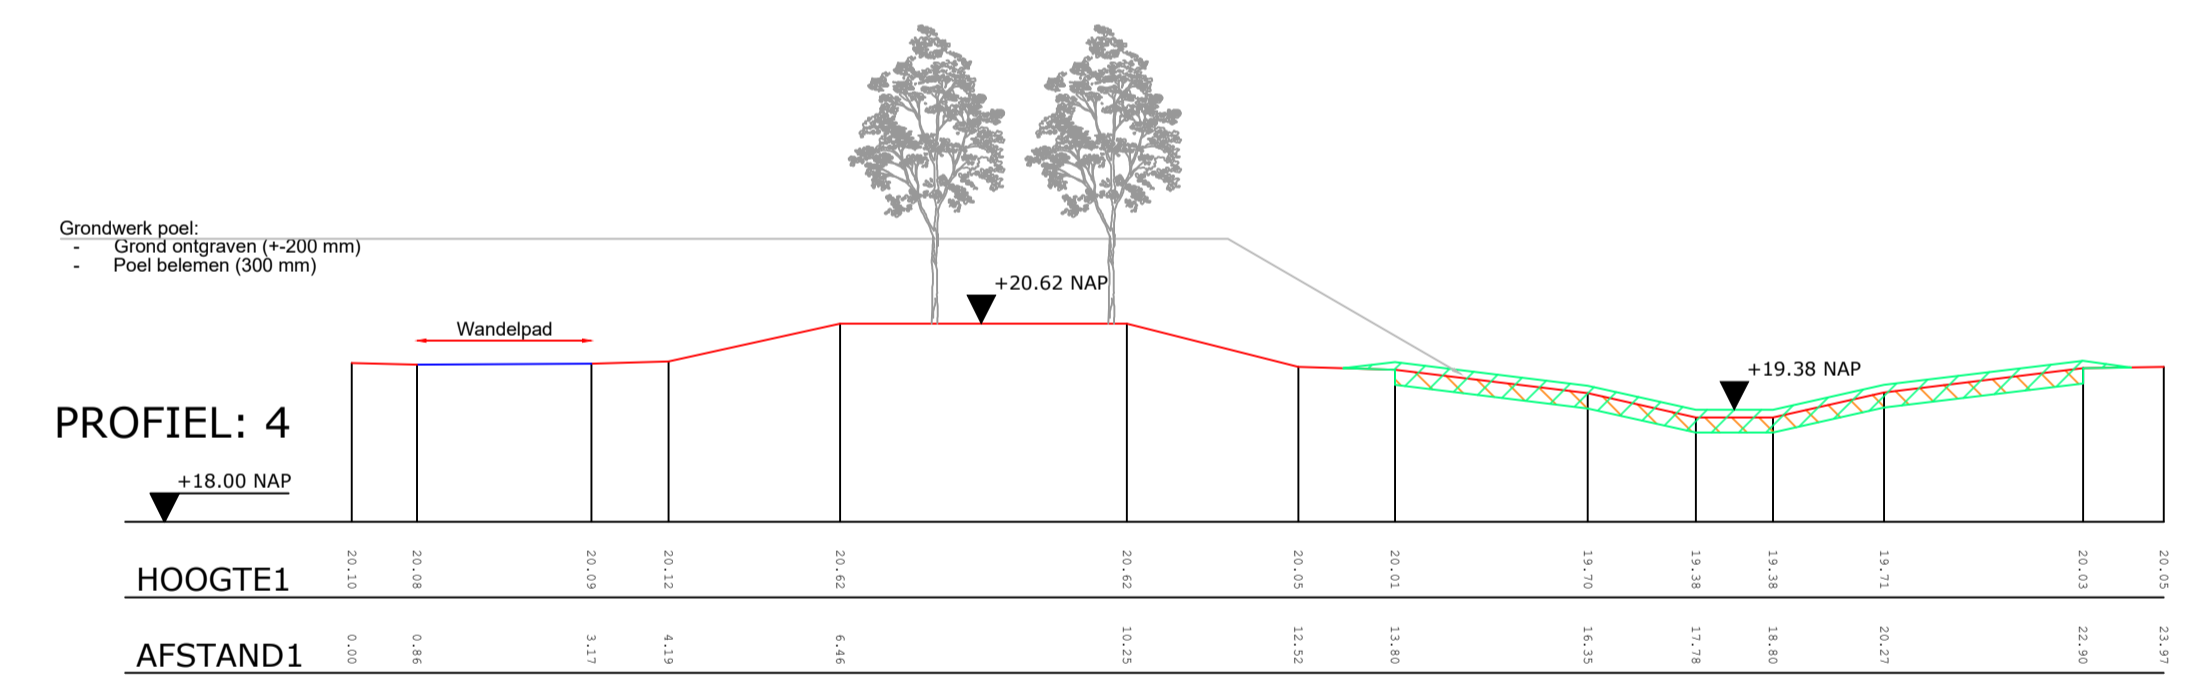 Grondwerk poel:
- Grond ontgraven (+-200 mm)
- Poel belemen (300 mm)
+20.62 NAP
Wandelpad
+19.38 NAP
PROFIEL: 4
+18.00 NAP
HOOGTE1 20.10 20.08 20.09 20.12 20.62 20.62 20.05 20.01 19.70 19.38 19.38 19.71 20.03 20.05
AFSTAND1 0.00 0.86 3.17 4.19 6.46 10.25 12.52 13.80 16.35 17.78 18.80 20.27 22.90 23.97